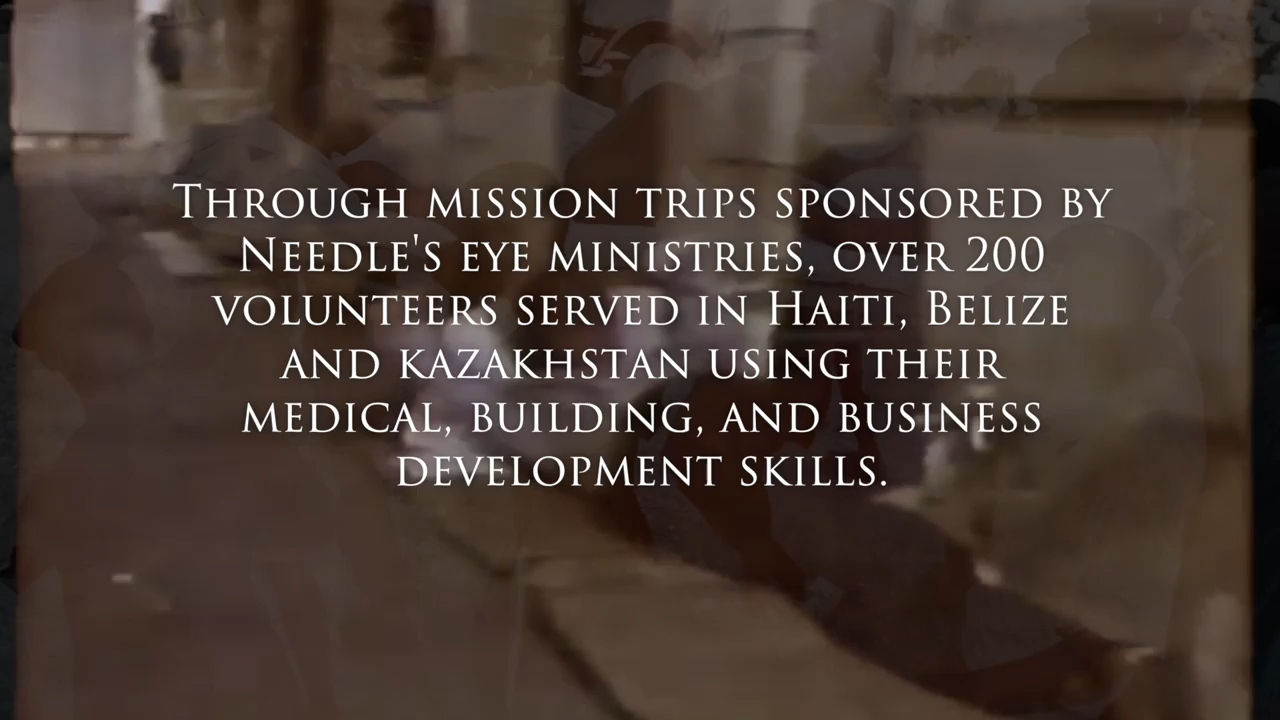 Through mission trips sponsored by
Needle's eye ministries, over 200
volunteers served in Haiti, Belize
and kazakhstan using their
medical, building, and business
development skills.